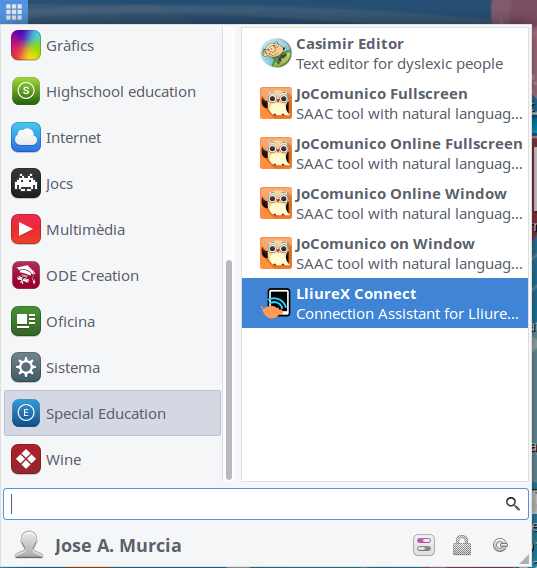 Gràfics
Highschool education
Internet
Jocs
Multimèdia
ODE Creation
Oficina
Sistema
Special Education
Wine
Casimir Editor
Text editor for dyslexic people
JoComunico Fullscreen
SAAC tool with natural languag...
JoComunico Online Fullscreen
SAAC tool with natural languag...
JoComunico Online Window
SAAC tool with natural languag...
JoComunico on Window
SAAC tool with natural languag...
LliureX Connect
Connection Assistant for Lliure...
Jose A. Murcia